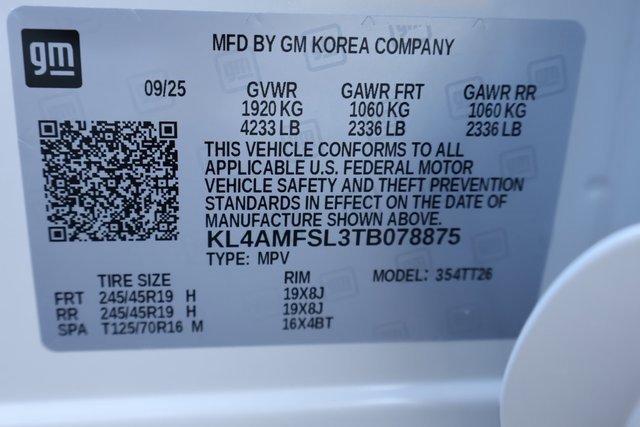 gm
MFD BY GM KOREA COMPANY
09/25 GVWR GAWR FRT GAWR RR
1920 KG 1060 KG 1060 KG
4233 LB 2336 LB 2336 LB
THIS VEHICLE CONFORMS TO ALL
APPLICABLE U.S. FEDERAL MOTOR
VEHICLE SAFETY AND THEFT PREVENTION
STANDARDS IN EFFECT ON THE DATE OF
MANUFACTURE SHOWN ABOVE.
KL4AMFSL3TB078875
TYPE: MPV
TIRE SIZE RIM MODEL: 354TT26
FRT 245/45R19 H 19X8J
RR 245/45R19 H 19X8J
SPA T125/70R16 M 16X4BT